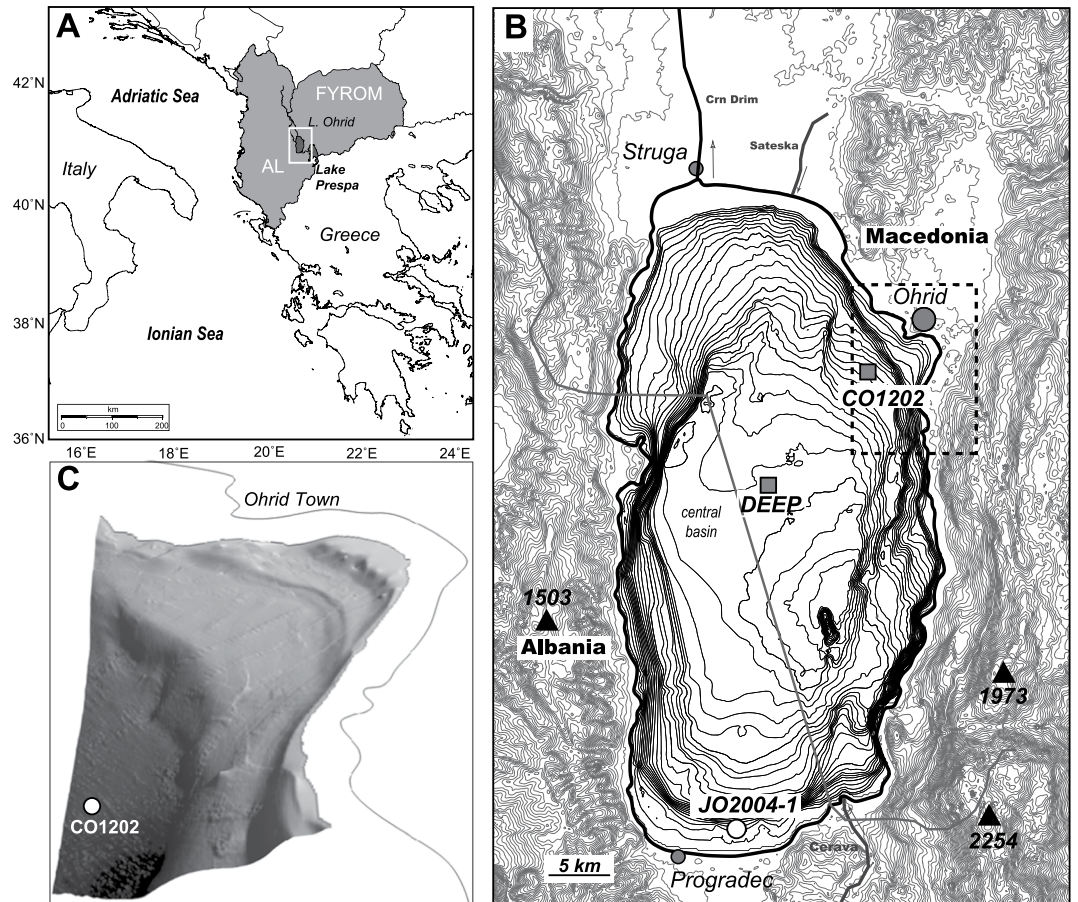 A
42°N
40°N
38°N
36°N
16°E
18°E
20°E
22°E
24°E
Adriatic Sea
FYROM
L. Ohrid
AL
Lake
Prespa
Italy
Greece
Ionian Sea
km
0 100 200
B
Crn Drim
Sateska
Struga
Macedonia
Ohrid
CO1202
DEEP
central
basin
1503
Albania
1973
JO2004-1
2254
Cerava
5 km
Progradec
C
Ohrid Town
CO1202